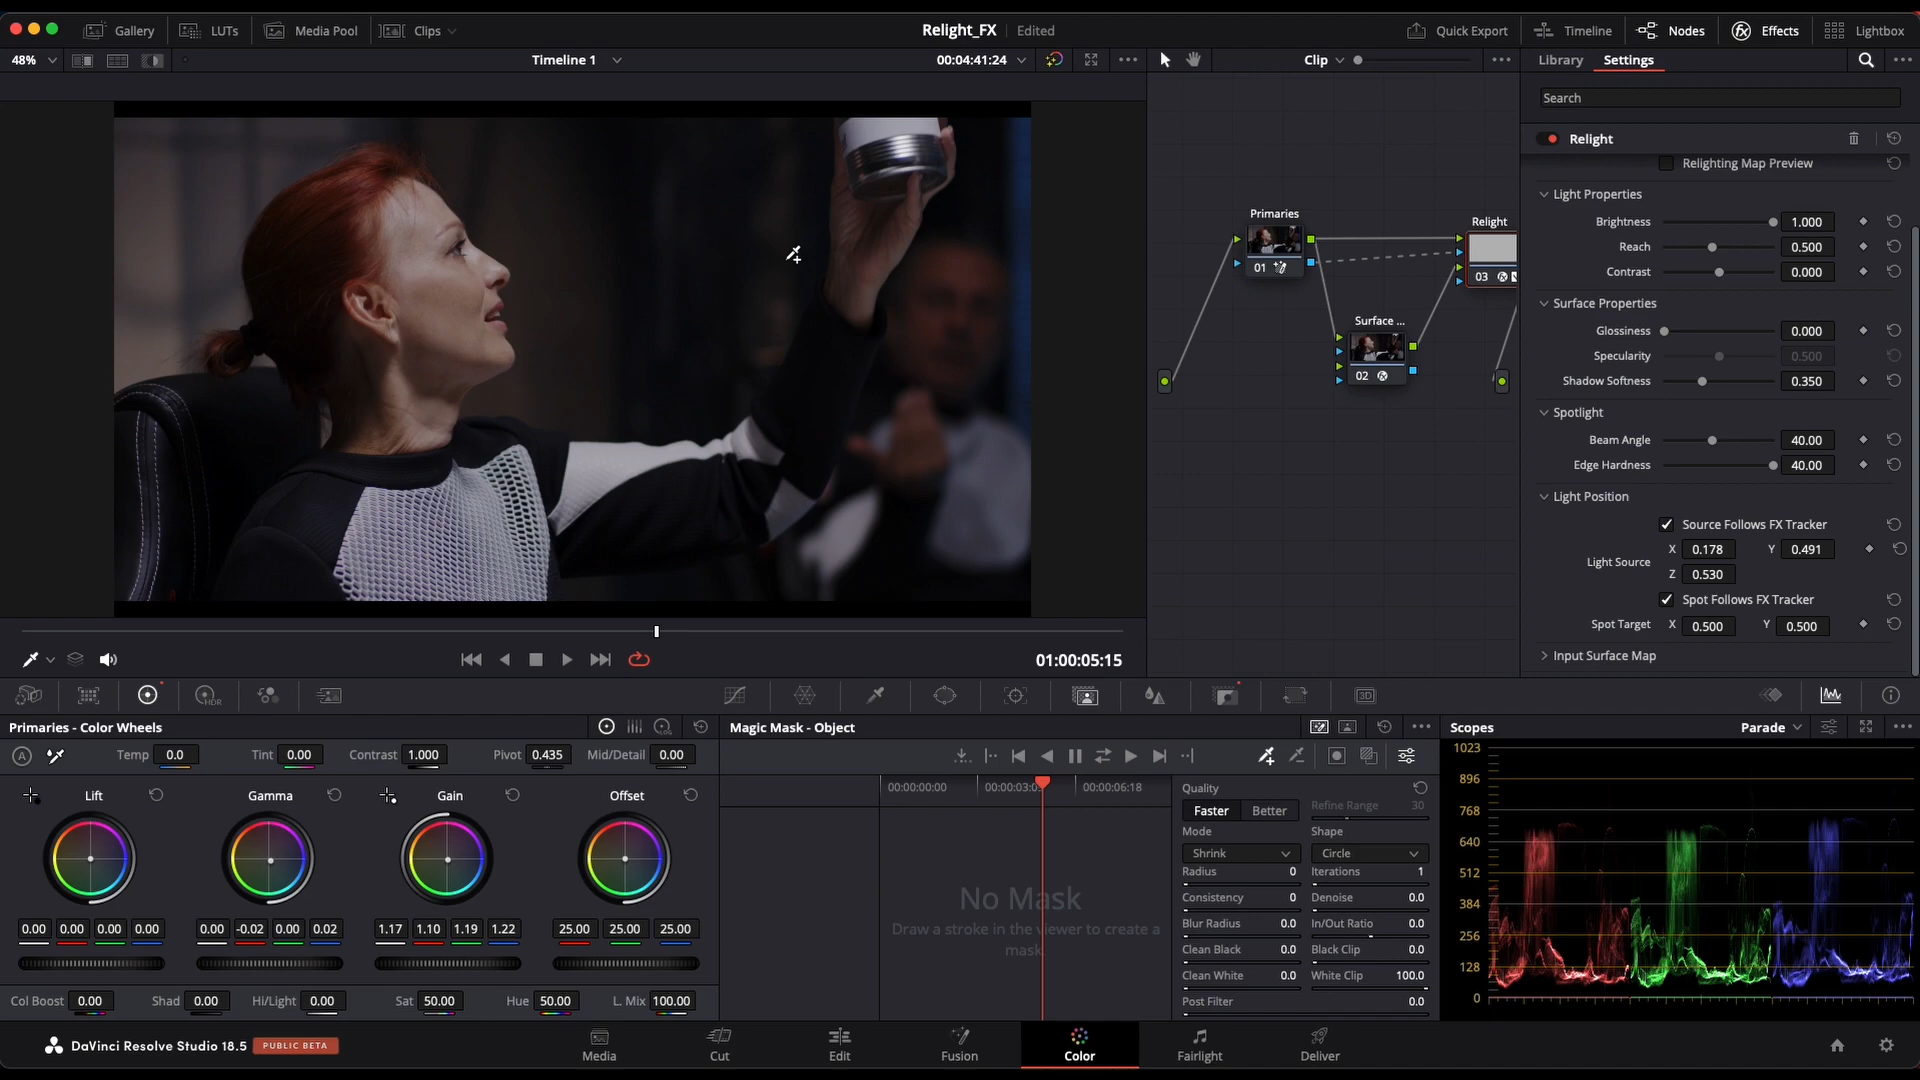 Gallery LUTs Media Pool Clips Relight_FX Edited Quick Export Timeline Nodes Effects Lightbox
48% Timeline 1 00:04:41:24 Clip Library Settings
Search
Relight
Relighting Map Preview
Light Properties
Brightness 1.000
Reach 0.500
Contrast 0.000
Surface Properties
Glossiness 0.000
Specularity 0.500
Shadow Softness 0.350
Spotlight
Beam Angle 40.00
Edge Hardness 40.00
Light Position
Source Follows FX Tracker
X 0.178 Y 0.491
Light Source
Z 0.530
Spot Follows FX Tracker
Spot Target X 0.500 Y 0.500
Input Surface Map
Primaries
01
Relight
03
Surface ...
02
01:00:05:15
HDR
3D
Primaries - Color Wheels
LOG
A Temp 0.0 Tint 0.00 Contrast 1.000 Pivot 0.435 Mid/Detail 0.00
Lift Gamma Gain Offset
0.00 0.00 0.00 0.00 0.00 -0.02 0.00 0.02 1.17 1.10 1.19 1.22 25.00 25.00 25.00
Col Boost 0.00 Shad 0.00 Hi/Light 0.00 Sat 50.00 Hue 50.00 L. Mix 100.00
Magic Mask - Object
00:00:00:00 00:00:03:0 00:00:06:18
No Mask
Draw a stroke in the viewer to create a
mask.
Quality
Faster Better Refine Range 30
Mode Shape
Shrink Circle
Radius 0 Iterations 1
Consistency 0 Denoise 0.0
Blur Radius 0.0 In/Out Ratio 0.0
Clean Black 0.0 Black Clip 0.0
Clean White 0.0 White Clip 100.0
Post Filter 0.0
Scopes Parade
1023
896
768
640
512
384
256
128
0
DaVinci Resolve Studio 18.5 PUBLIC BETA
Media Cut Edit Fusion Color Fairlight Deliver